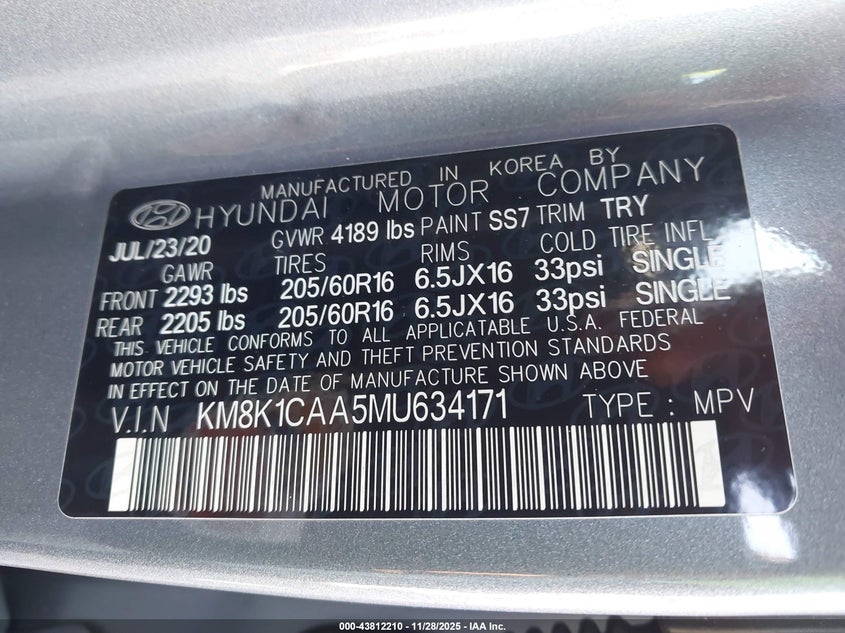 MANUFACTURED IN KOREA BY
HYUNDAI MOTOR COMPANY
JUL/23/20 GVWR 4189 lbs PAINT SS7 TRIM TRY
GAWR TIRES RIMS COLD TIRE INFL
FRONT 2293 lbs 205/60R16 6.5JX16 33psi SINGLE
REAR 2205 lbs 205/60R16 6.5JX16 33psi SINGLE
THIS VEHICLE CONFORMS TO ALL APPLICATABLE U.S.A. FEDERAL
MOTOR VEHICLE SAFETY AND THEFT PREVENTION STANDARDS
IN EFFECT ON THE DATE OF MANUFACTURE SHOWN ABOVE
V.I.N KM8K1CAA5MU634171 TYPE : MPV
000-43812210 - 11/28/2025 - IAA Inc.